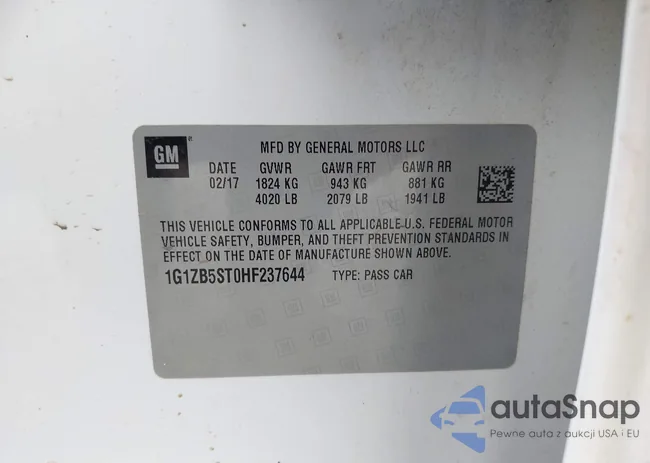 GM
MFD BY GENERAL MOTORS LLC
DATE GVWR GAWR FRT GAWR RR
02/17 1824 KG 943 KG 881 KG
4020 LB 2079 LB 1941 LB
THIS VEHICLE CONFORMS TO ALL APPLICABLE U.S. FEDERAL MOTOR
VEHICLE SAFETY, BUMPER, AND THEFT PREVENTION STANDARDS IN
EFFECT ON THE DATE OF MANUFACTURE SHOWN ABOVE.
1G1ZB5ST0HF237644 TYPE: PASS CAR
autaSnap
Pewne auta z aukcji USA i EU